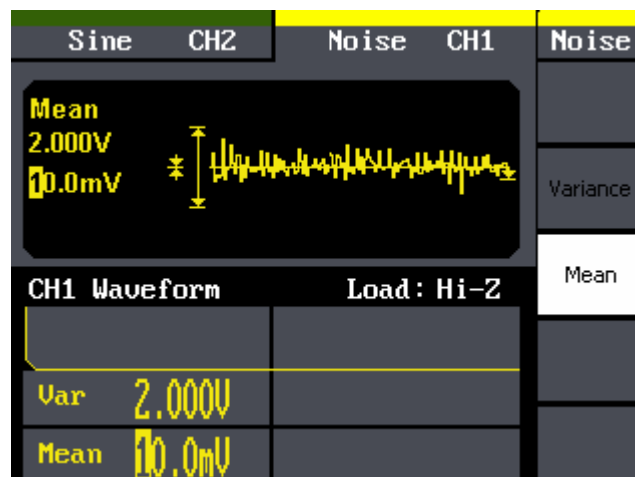 Sine CH2
Noise CH1
Noise
Mean
2.000V
10.0mV
Variance
Mean
CH1 Waveform
Load: Hi-Z
Var 2.000V
Mean 10.0mV